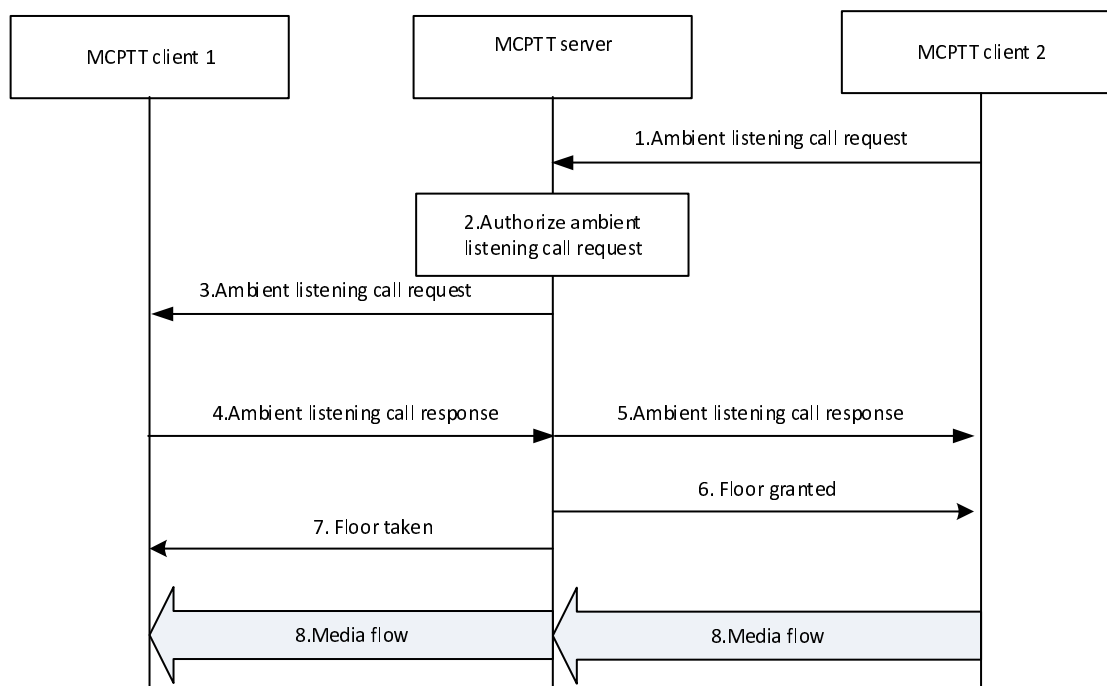 MCPTT client 1
MCPTT server
MCPTT client 2
1.Ambient listening call request
2.Authorize ambient
listening call request
3.Ambient listening call request
4.Ambient listening call response
5.Ambient listening call response
6. Floor granted
7. Floor taken
8.Media flow
8.Media flow